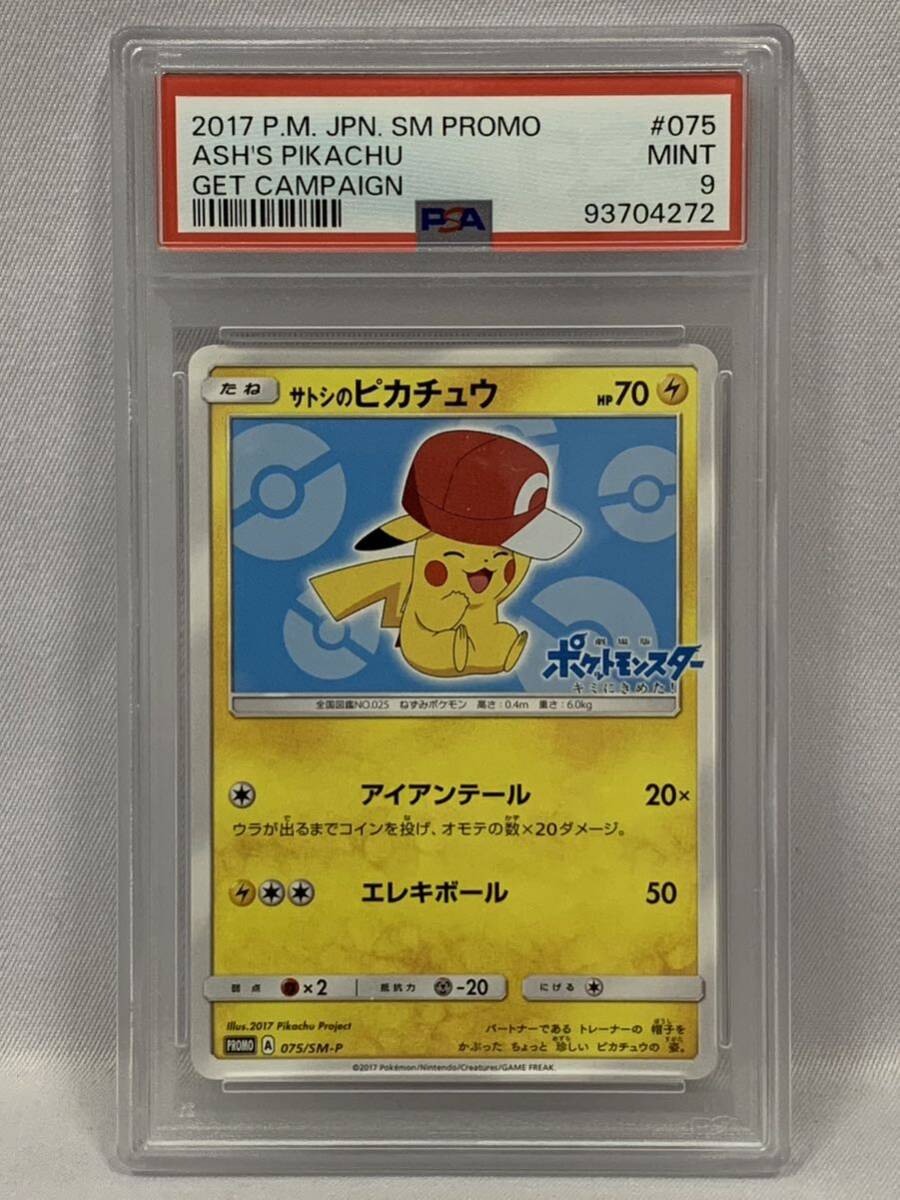 2017 P.M. JPN. SM PROMO #075
ASH'S PIKACHU MINT
GET CAMPAIGN 9
PSA 93704272
たね サトシのピカチュウ HP70
劇場版
ポケットモンスター
キミにきめた!
全国図鑑NO.025 ねずみポケモン 高さ:0.4m 重さ:6.0kg
アイアンテール 20×
ウラが出るまでコインを投げ、オモテの数×20ダメージ。
エレキボール 50
弱点 ×2 抵抗力 -20 にげる
Illus.2017 Pikachu Project
PROMO A 075/SM-P
パートナーである トレーナーの 帽子を
かぶった ちょっと 珍しい ピカチュウの 姿。
©2017 Pokémon/Nintendo/Creatures/GAME FREAK.